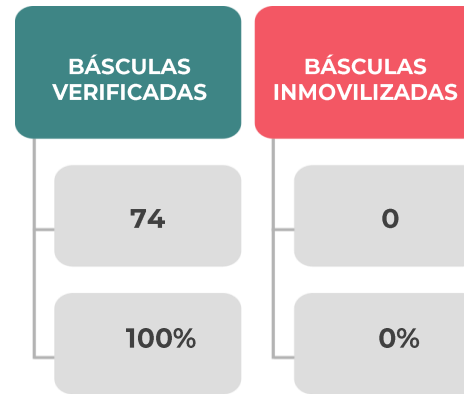 BÁSCULAS
VERIFICADAS
74
100%
BÁSCULAS
INMOVILIZADAS
0
0%